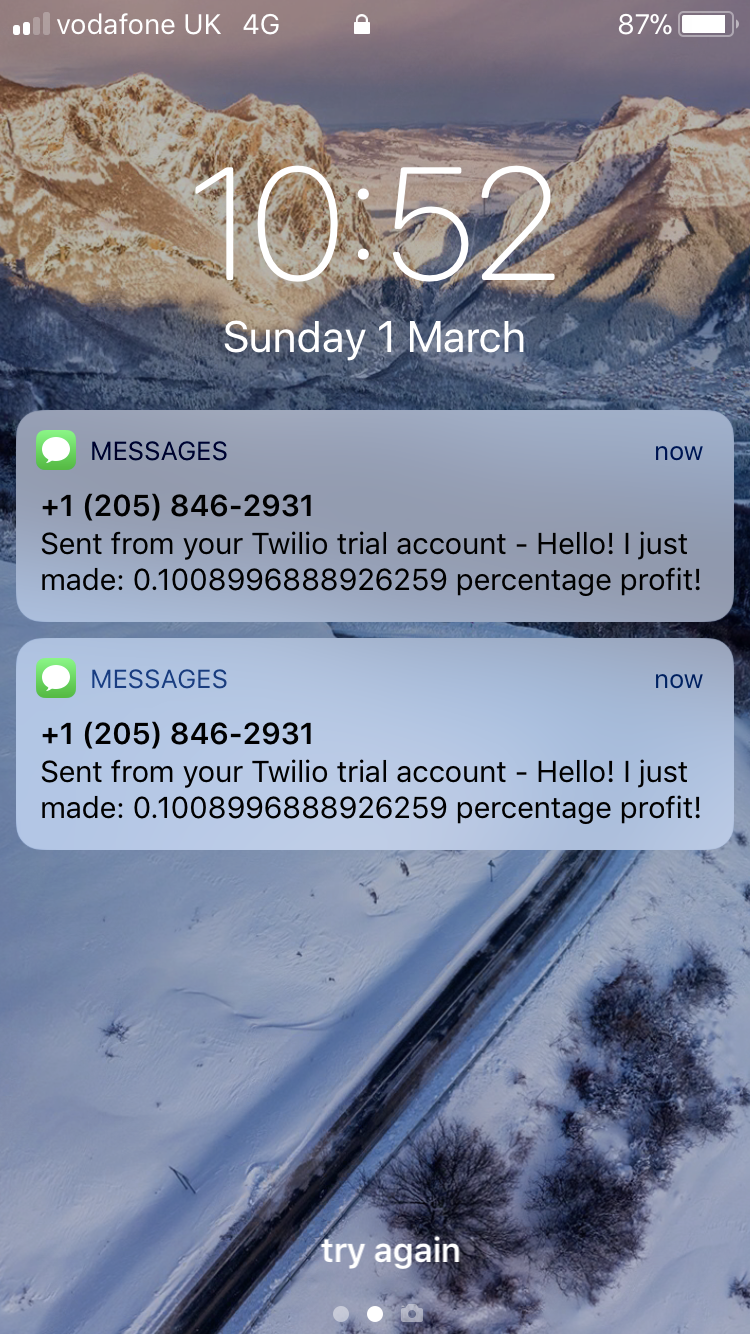 vodafone UK 4G 87%
10:52
Sunday 1 March
MESSAGES now
+1 (205) 846-2931
Sent from your Twilio trial account - Hello! I just
made: 0.1008996888926259 percentage profit!
MESSAGES now
+1 (205) 846-2931
Sent from your Twilio trial account - Hello! I just
made: 0.1008996888926259 percentage profit!
try again